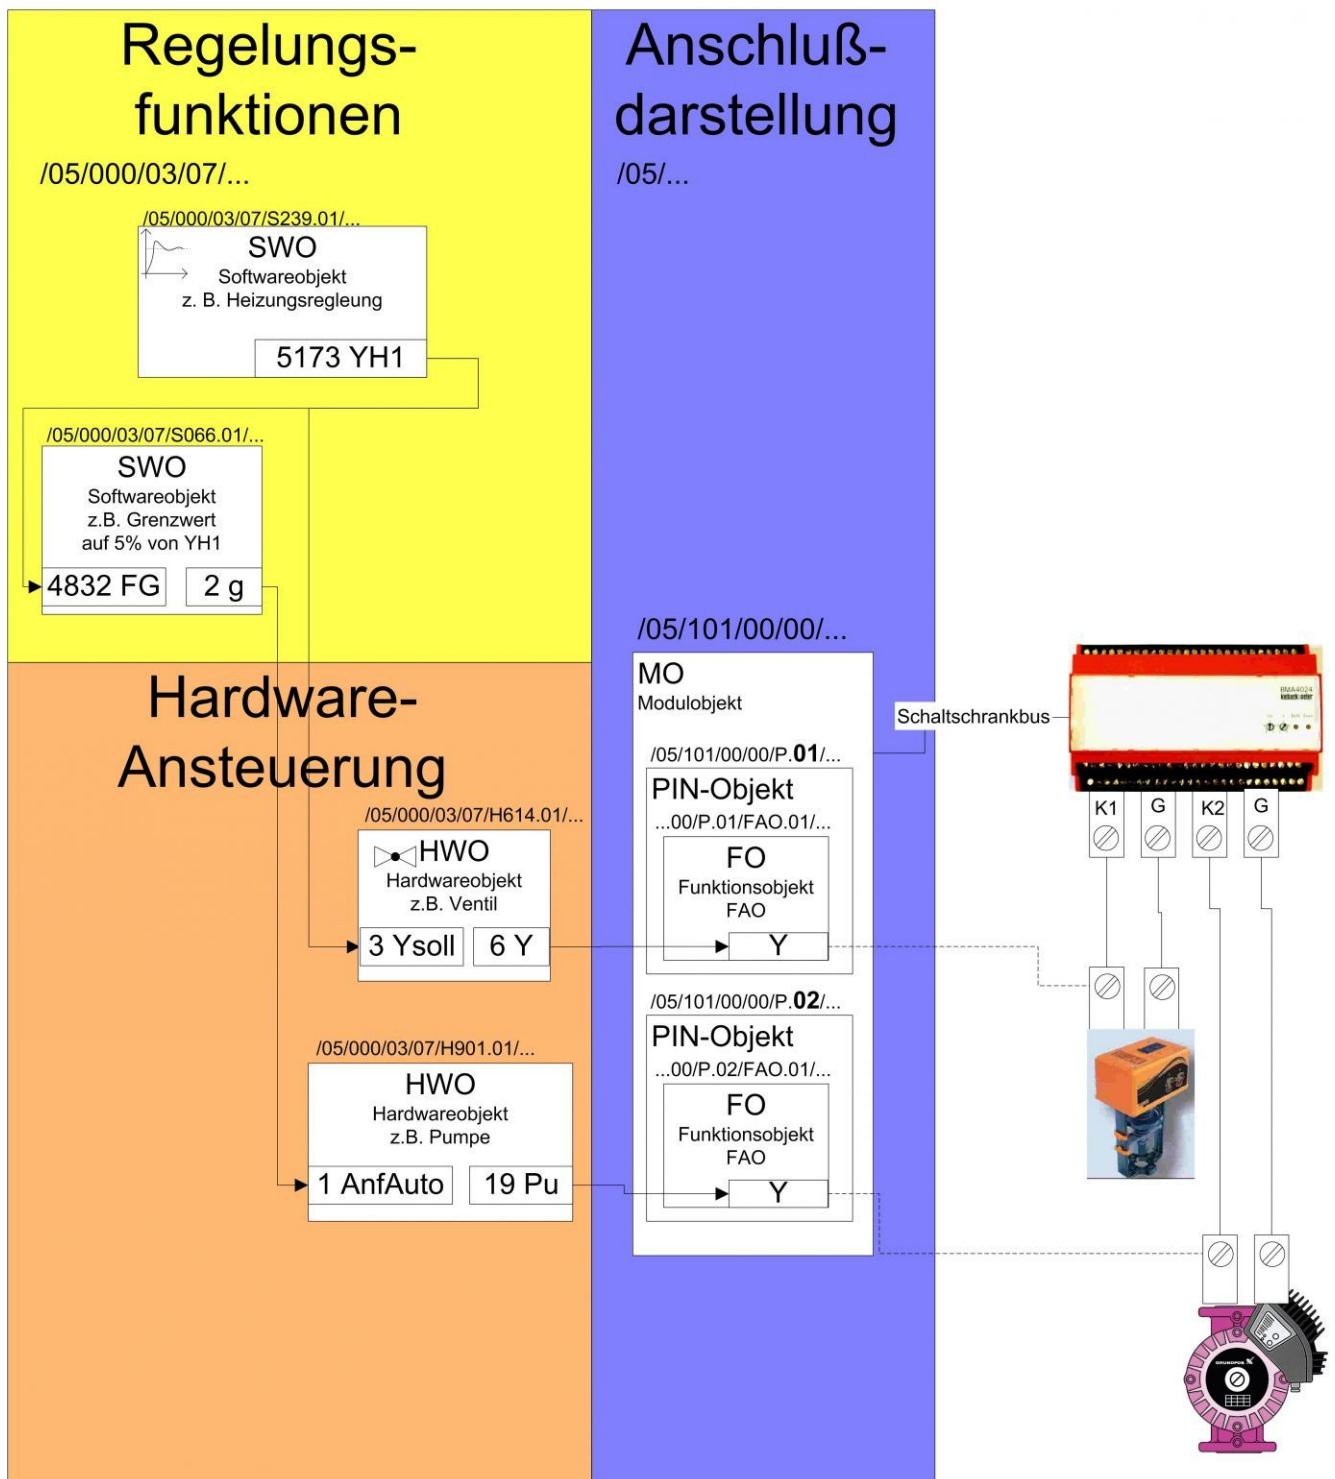 Regelungs-
funktionen
/05/000/03/07/...
/05/000/03/07/S239.01/...
SWO
Softwareobjekt
z. B. Heizungsregleung
5173 YH1
/05/000/03/07/S066.01/...
SWO
Softwareobjekt
z.B. Grenzwert
auf 5% von YH1
4832 FG
2 g
Hardware-
Ansteuerung
/05/000/03/07/H614.01/...
HWO
Hardwareobjekt
z.B. Ventil
3 Ysoll
6 Y
/05/000/03/07/H901.01/...
HWO
Hardwareobjekt
z.B. Pumpe
1 AnfAuto
19 Pu
Anschluß-
darstellung
/05/...
/05/101/00/00/...
MO
Modulobjekt
/05/101/00/00/P.01/...
PIN-Objekt
...00/P.01/FAO.01/...
FO
Funktionsobjekt
FAO
Y
/05/101/00/00/P.02/...
PIN-Objekt
...00/P.02/FAO.01/...
FO
Funktionsobjekt
FAO
Y
Schaltschrankbus
BMA4024
K1
G
K2
G
GRUNDFOS